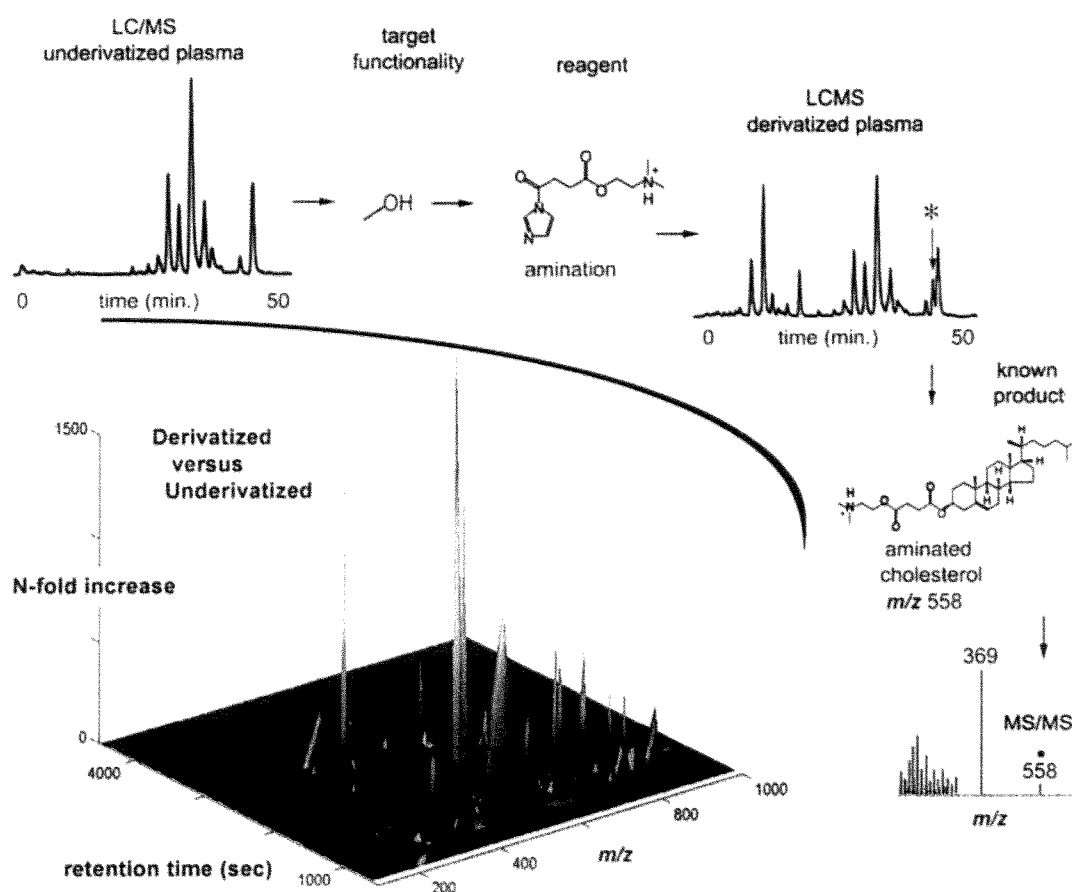 LC/MS
underivatized plasma
target
functionality
reagent
LCMS
derivatized plasma
OH
O
O
O
N
H
+
N
N
*
amination
0
time (min.)
50
0
time (min.)
50
known
product
1500
Derivatized
versus
Underivatized
N-fold increase
0
4000
retention time (sec)
1000
200
400
m/z
800
1000
H
H
H
H
H
H
N
+
O
O
O
O
aminated
cholesterol
m/z 558
369
MS/MS
558
m/z